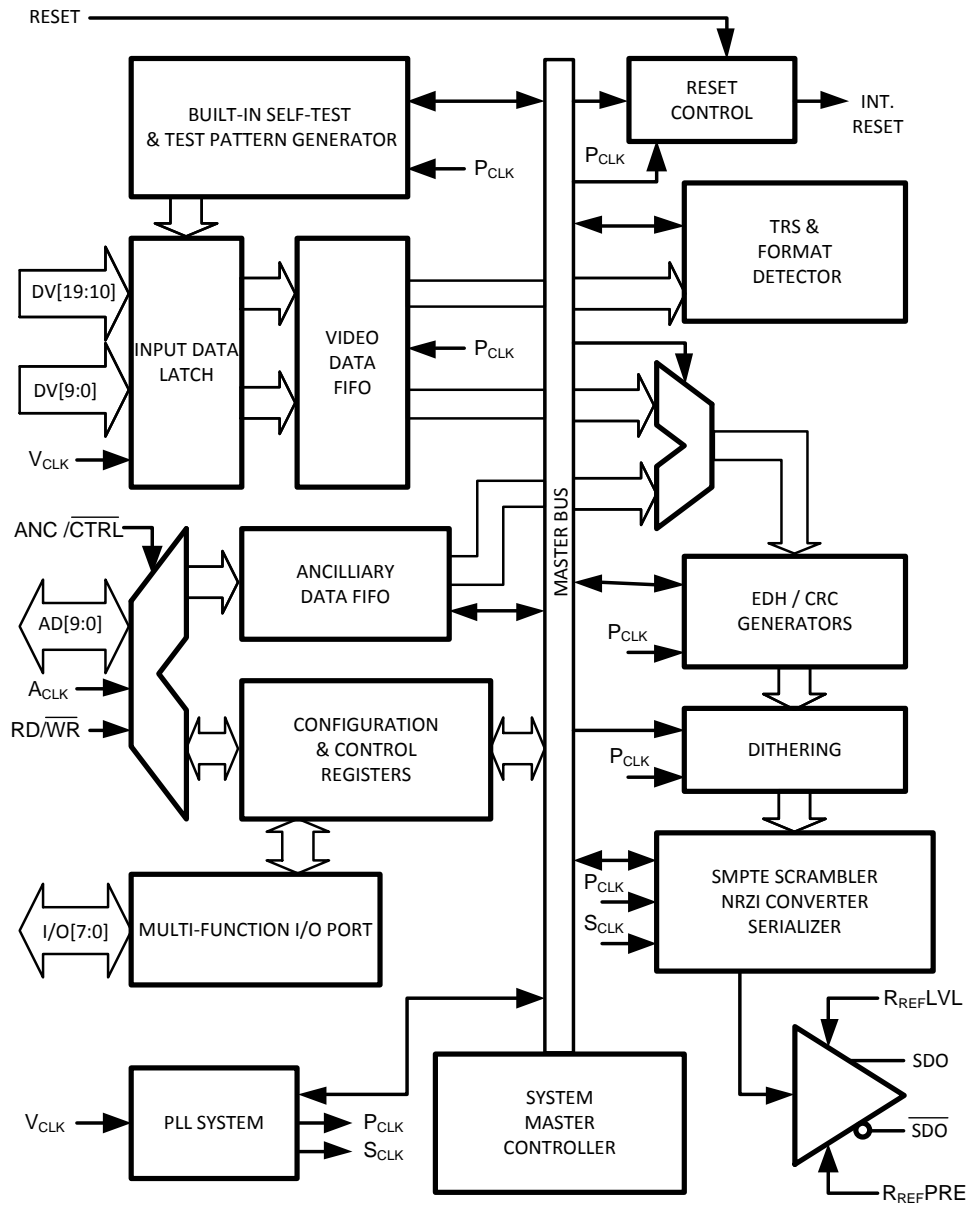 RESET
BUILT-IN SELF-TEST
& TEST PATTERN GENERATOR
PCLK
RESET
CONTROL
INT.
RESET
PCLK
TRS &
FORMAT
DETECTOR
DV[19:10]
DV[9:0]
VCLK
INPUT DATA
LATCH
VIDEO
DATA
FIFO
PCLK
MASTER BUS
ANC /CTRL
AD[9:0]
ACLK
RD/WR
ANCILLIARY
DATA FIFO
CONFIGURATION
& CONTROL
REGISTERS
EDH / CRC
GENERATORS
PCLK
DITHERING
PCLK
I/O[7:0]
MULTI-FUNCTION I/O PORT
SMPTE SCRAMBLER
NRZI CONVERTER
SERIALIZER
PCLK
SCLK
VCLK
PLL SYSTEM
PCLK
SCLK
SYSTEM
MASTER
CONTROLLER
RREFLVL
SDO
SDO
RREFPRE